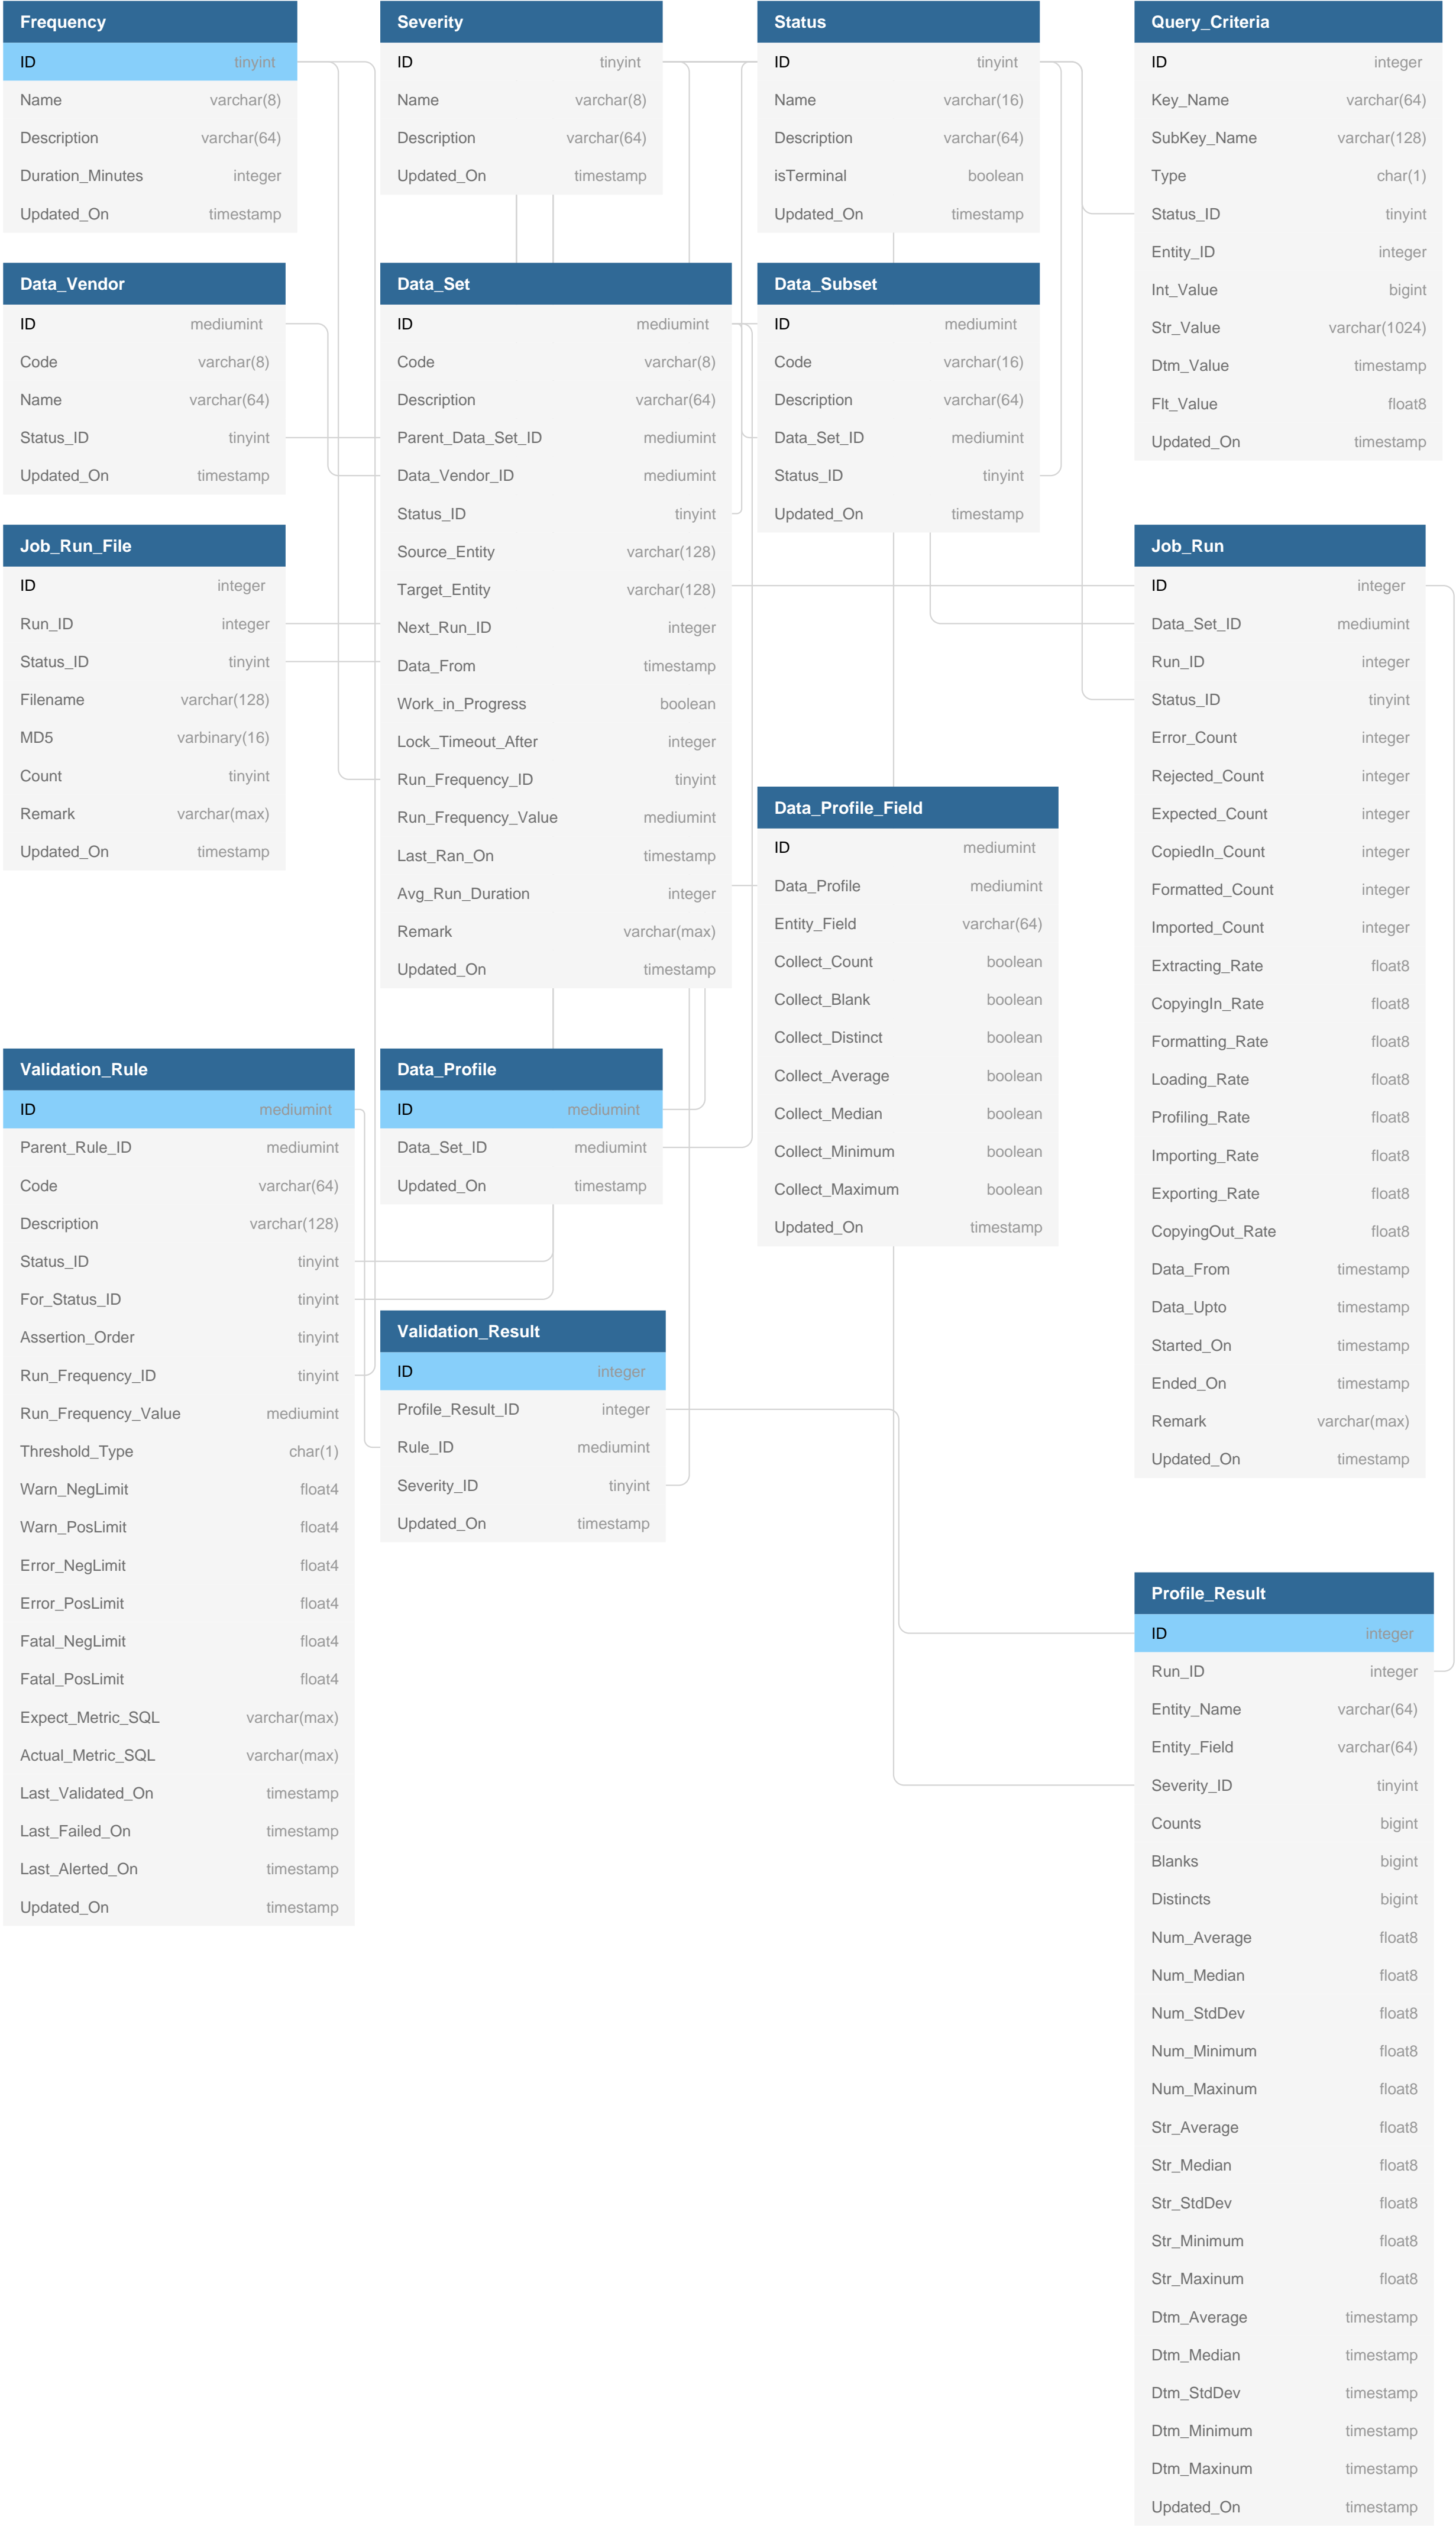 Frequency
ID tinyint
Name varchar(8)
Description varchar(64)
Duration_Minutes integer
Updated_On timestamp
Severity
ID tinyint
Name varchar(8)
Description varchar(64)
Updated_On timestamp
Status
ID tinyint
Name varchar(16)
Description varchar(64)
isTerminal boolean
Updated_On timestamp
Query_Criteria
ID integer
Key_Name varchar(64)
SubKey_Name varchar(128)
Type char(1)
Status_ID tinyint
Entity_ID integer
Int_Value bigint
Str_Value varchar(1024)
Dtm_Value timestamp
Flt_Value float8
Updated_On timestamp
Data_Vendor
ID mediumint
Code varchar(8)
Name varchar(64)
Status_ID tinyint
Updated_On timestamp
Data_Set
ID mediumint
Code varchar(8)
Description varchar(64)
Parent_Data_Set_ID mediumint
Data_Vendor_ID mediumint
Status_ID tinyint
Source_Entity varchar(128)
Target_Entity varchar(128)
Next_Run_ID integer
Data_From timestamp
Work_in_Progress boolean
Lock_Timeout_After integer
Run_Frequency_ID tinyint
Run_Frequency_Value mediumint
Last_Ran_On timestamp
Avg_Run_Duration integer
Remark varchar(max)
Updated_On timestamp
Data_Subset
ID mediumint
Code varchar(16)
Description varchar(64)
Data_Set_ID mediumint
Status_ID tinyint
Updated_On timestamp
Job_Run_File
ID integer
Run_ID integer
Status_ID tinyint
Filename varchar(128)
MD5 varbinary(16)
Count tinyint
Remark varchar(max)
Updated_On timestamp
Job_Run
ID integer
Data_Set_ID mediumint
Run_ID integer
Status_ID tinyint
Error_Count integer
Rejected_Count integer
Expected_Count integer
CopiedIn_Count integer
Formatted_Count integer
Imported_Count integer
Extracting_Rate float8
CopyingIn_Rate float8
Formatting_Rate float8
Loading_Rate float8
Profiling_Rate float8
Importing_Rate float8
Exporting_Rate float8
CopyingOut_Rate float8
Data_From timestamp
Data_Upto timestamp
Started_On timestamp
Ended_On timestamp
Remark varchar(max)
Updated_On timestamp
Data_Profile_Field
ID mediumint
Data_Profile mediumint
Entity_Field varchar(64)
Collect_Count boolean
Collect_Blank boolean
Collect_Distinct boolean
Collect_Average boolean
Collect_Median boolean
Collect_Minimum boolean
Collect_Maximum boolean
Updated_On timestamp
Validation_Rule
ID mediumint
Parent_Rule_ID mediumint
Code varchar(64)
Description varchar(128)
Status_ID tinyint
For_Status_ID tinyint
Assertion_Order tinyint
Run_Frequency_ID tinyint
Run_Frequency_Value mediumint
Threshold_Type char(1)
Warn_NegLimit float4
Warn_PosLimit float4
Error_NegLimit float4
Error_PosLimit float4
Fatal_NegLimit float4
Fatal_PosLimit float4
Expect_Metric_SQL varchar(max)
Actual_Metric_SQL varchar(max)
Last_Validated_On timestamp
Last_Failed_On timestamp
Last_Alerted_On timestamp
Updated_On timestamp
Data_Profile
ID mediumint
Data_Set_ID mediumint
Updated_On timestamp
Validation_Result
ID integer
Profile_Result_ID integer
Rule_ID mediumint
Severity_ID tinyint
Updated_On timestamp
Profile_Result
ID integer
Run_ID integer
Entity_Name varchar(64)
Entity_Field varchar(64)
Severity_ID tinyint
Counts bigint
Blanks bigint
Distincts bigint
Num_Average float8
Num_Median float8
Num_StdDev float8
Num_Minimum float8
Num_Maxinum float8
Str_Average float8
Str_Median float8
Str_StdDev float8
Str_Minimum float8
Str_Maxinum float8
Dtm_Average timestamp
Dtm_Median timestamp
Dtm_StdDev timestamp
Dtm_Minimum timestamp
Dtm_Maxinum timestamp
Updated_On timestamp